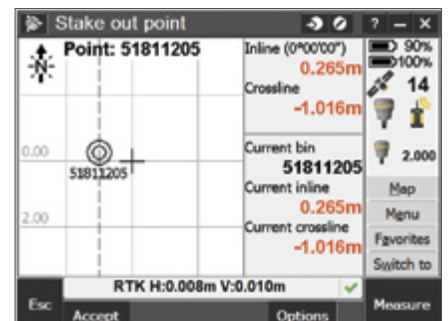 Stake out point ? – ×
Point: 51811205
N
0.00
51811205
2.00
Inline (0°00'00")
0.265m
Crossline
-1.016m
Current bin
51811205
Current inline
0.265m
Current crossline
-1.016m
90%
100%
14
2.000
Map
Menu
Favorites
Switch to
RTK H:0.008m V:0.010m
Esc
Accept
Options
Measure